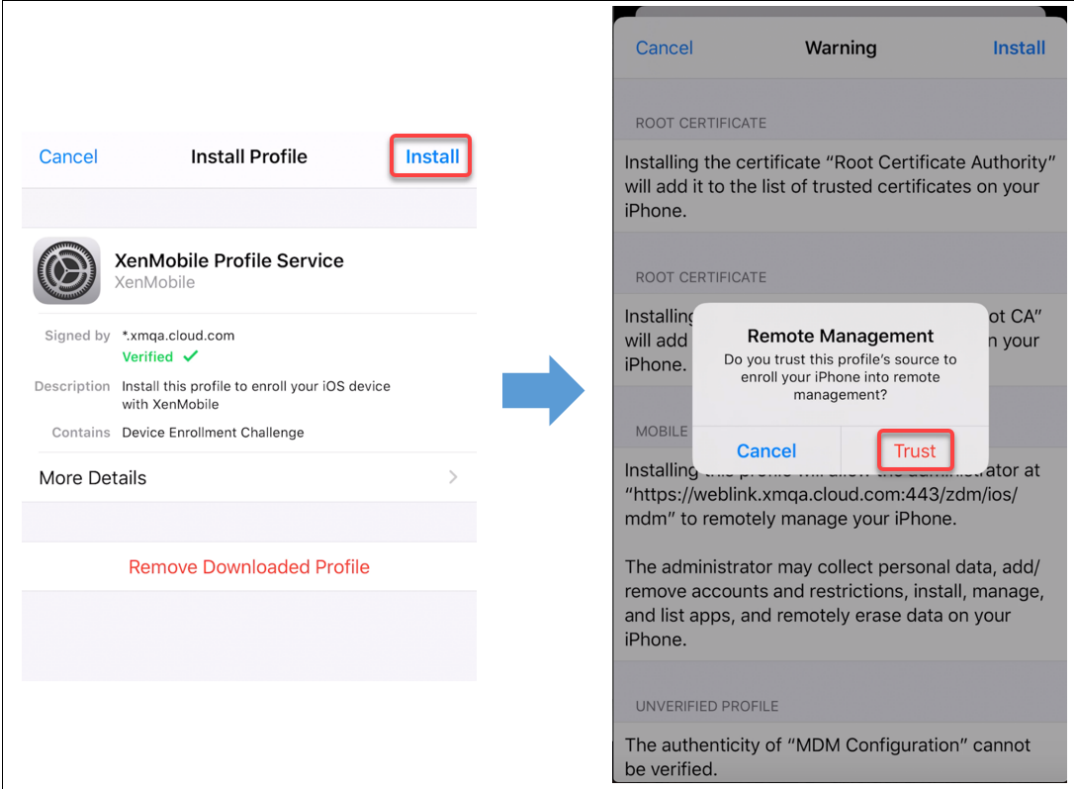 Cancel
Install Profile
Install
XenMobile Profile Service
XenMobile
Signed by *.xmqa.cloud.com
Verified ✓
Description Install this profile to enroll your iOS device
with XenMobile
Contains Device Enrollment Challenge
More Details
Remove Downloaded Profile
Cancel
Warning
Install
ROOT CERTIFICATE
Installing the certificate “Root Certificate Authority”
will add it to the list of trusted certificates on your
iPhone.
ROOT CERTIFICATE
Installing
ot CA”
will add
n your
iPhone.
Remote Management
Do you trust this profile's source to
enroll your iPhone into remote
management?
Cancel
Trust
MOBILE
Installing this profile will allow the administrator at
“https://weblink.xmqa.cloud.com:443/zdm/ios/
mdm” to remotely manage your iPhone.
The administrator may collect personal data, add/
remove accounts and restrictions, install, manage,
and list apps, and remotely erase data on your
iPhone.
UNVERIFIED PROFILE
The authenticity of “MDM Configuration” cannot
be verified.